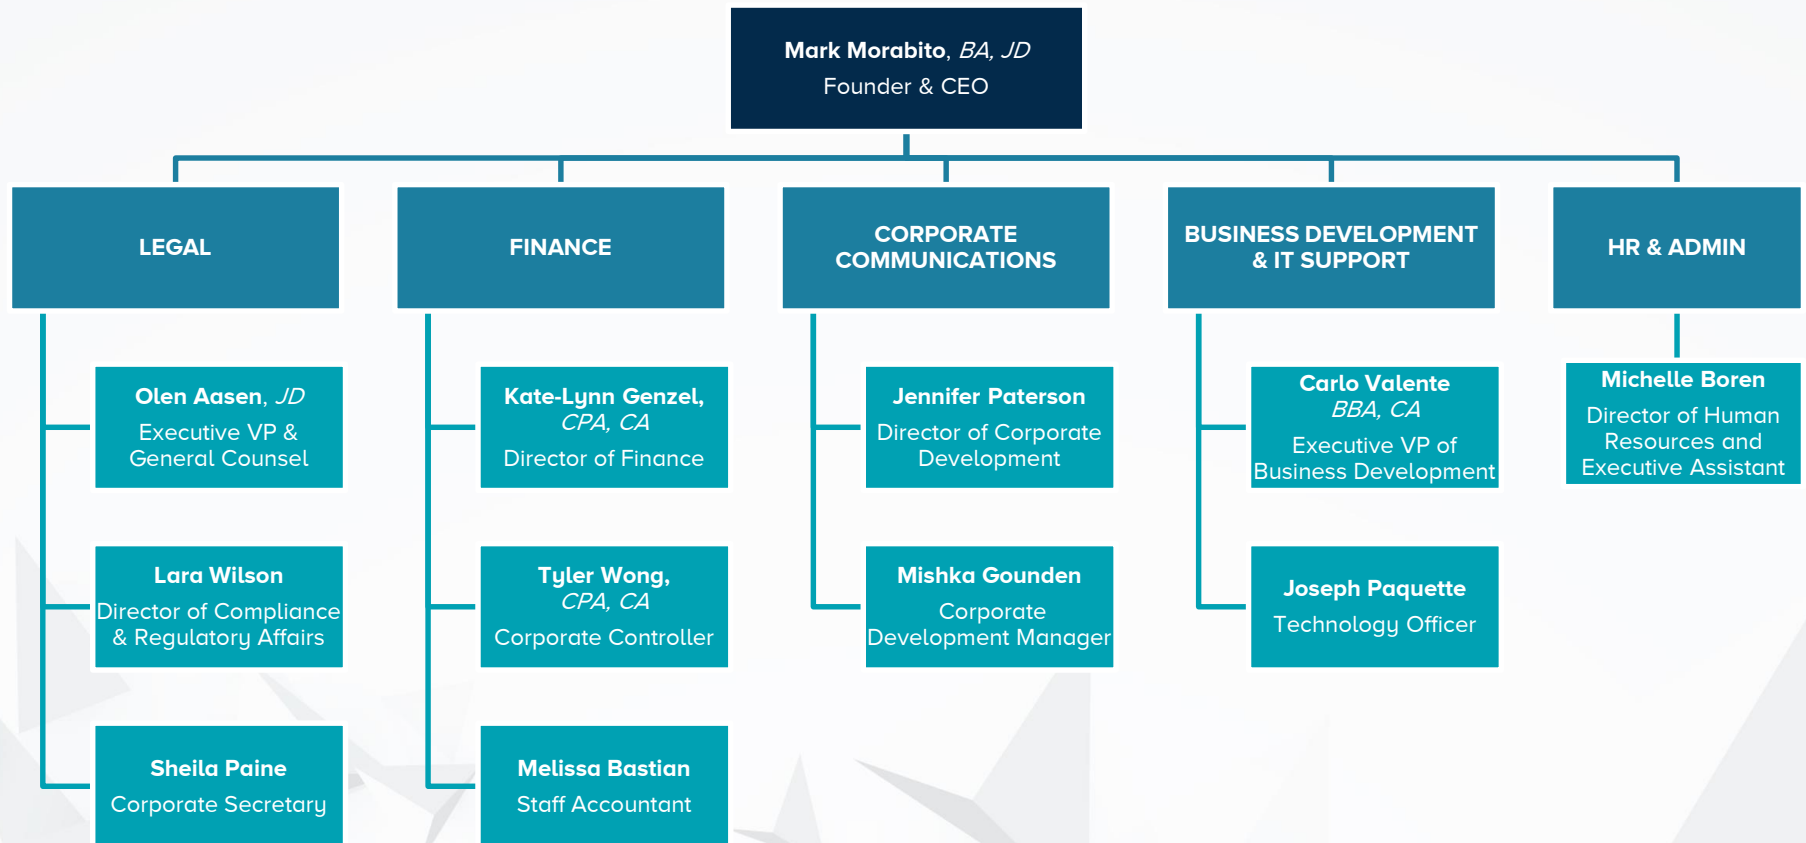 Mark Morabito, BA, JD
Founder & CEO
LEGAL
FINANCE
CORPORATE
COMMUNICATIONS
BUSINESS DEVELOPMENT
& IT SUPPORT
HR & ADMIN
Olen Aasen, JD
Executive VP &
General Counsel
Lara Wilson
Director of Compliance
& Regulatory Affairs
Sheila Paine
Corporate Secretary
Kate-Lynn Genzel,
CPA, CA
Director of Finance
Tyler Wong,
CPA, CA
Corporate Controller
Melissa Bastian
Staff Accountant
Jennifer Paterson
Director of Corporate
Development
Mishka Gounden
Corporate
Development Manager
Carlo Valente
BBA, CA
Executive VP of
Business Development
Joseph Paquette
Technology Officer
Michelle Boren
Director of Human
Resources and
Executive Assistant